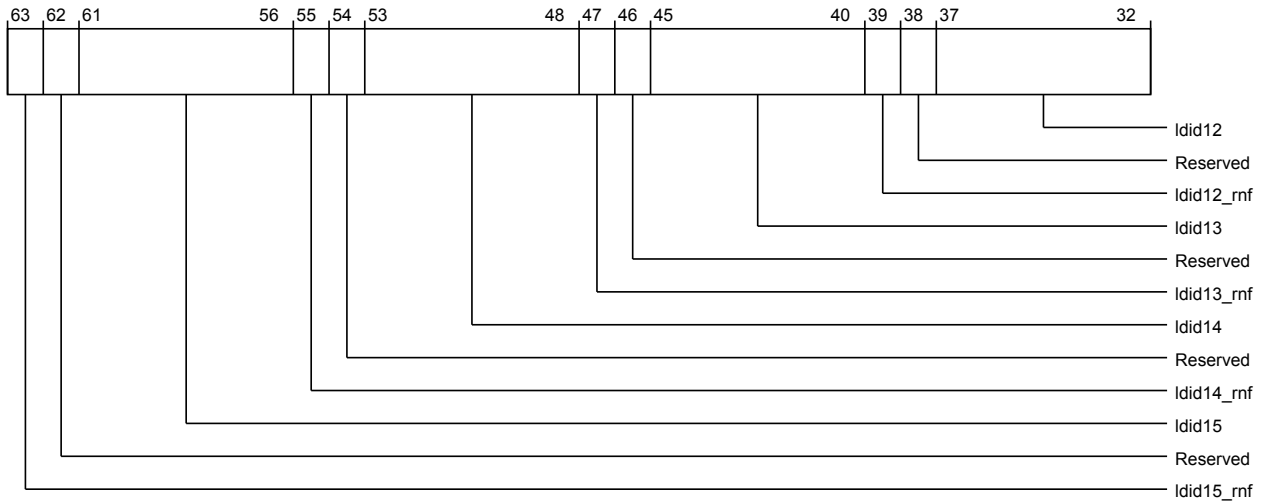 63 62 61 56 55 54 53 48 47 46 45 40 39 38 37 32
ldid12
Reserved
ldid12_rnf
ldid13
Reserved
ldid13_rnf
ldid14
Reserved
ldid14_rnf
ldid15
Reserved
ldid15_rnf